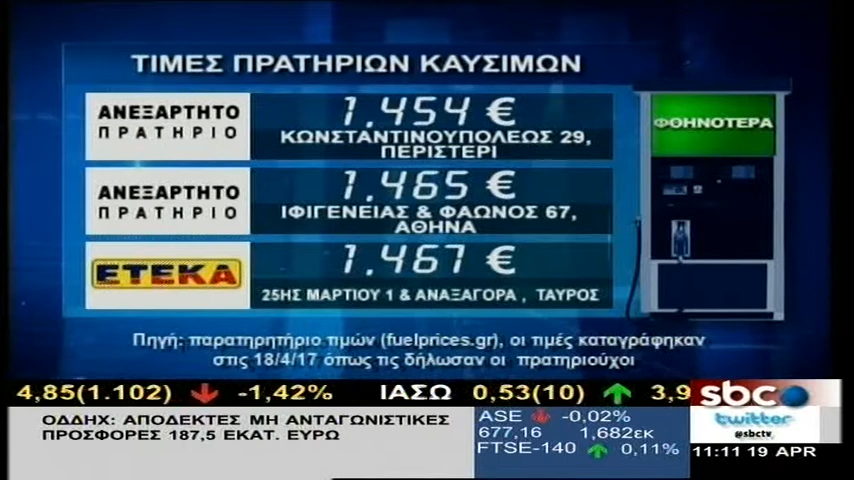 ΤΙΜΕΣ ΠΡΑΤΗΡΙΩΝ ΚΑΥΣΙΜΩΝ
ΑΝΕΞΑΡΤΗΤΟ
ΠΡΑΤΗΡΙΟ
1.454 €
ΚΩΝΣΤΑΝΤΙΝΟΥΠΟΛΕΩΣ 29,
ΠΕΡΙΣΤΕΡΙ
ΦΘΗΝΟΤΕΡΑ
ΑΝΕΞΑΡΤΗΤΟ
ΠΡΑΤΗΡΙΟ
1.465 €
ΙΦΙΓΕΝΕΙΑΣ & ΦΑΩΝΟΣ 67,
ΑΘΗΝΑ
ETEKA
1.467 €
25ΗΣ ΜΑΡΤΙΟΥ 1 & ΑΝΑΞΑΓΟΡΑ , ΤΑΥΡΟΣ
Πηγή: παρατηρητήριο τιμών (fuelprices.gr), οι τιμές καταγράφηκαν
στις 18/4/17 όπως τις δήλωσαν οι πρατηριούχοι
4,85(1.102) -1,42% ΙΑΣΩ 0,53(10) 3,9
sbc
twitter
@sbctv
ΟΔΔΗΧ: ΑΠΟΔΕΚΤΕΣ ΜΗ ΑΝΤΑΓΩΝΙΣΤΙΚΕΣ
ΠΡΟΣΦΟΡΕΣ 187,5 ΕΚΑΤ. ΕΥΡΩ
ASE -0,02%
677,16 1,682εκ
FTSE-140 0,11%
11:11 19 APR